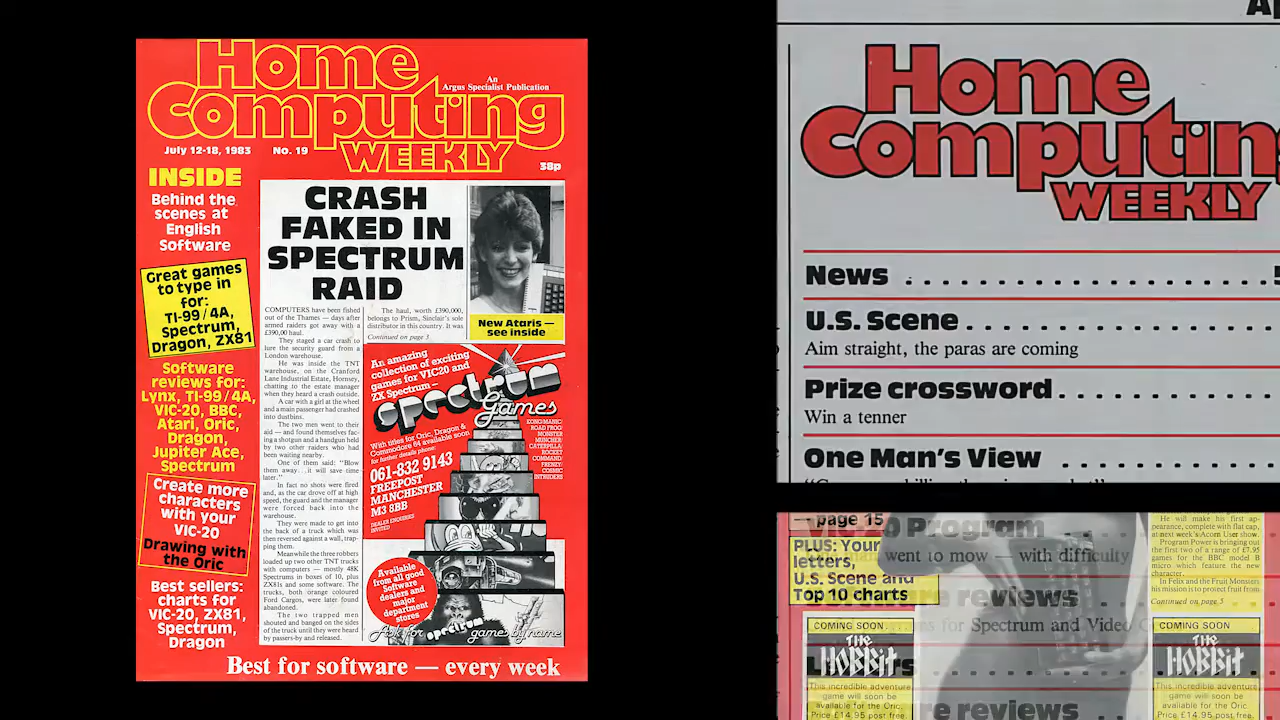 Home
Computing
WEEKLY
An
Argus Specialist Publication
July 12-18, 1983 No. 19
38p
INSIDE
Behind the
scenes at
English
Software
Great games
to type in
for:
TI-99/4A,
Spectrum,
Dragon, ZX81
Software
reviews for:
Lynx, TI-99/4A,
VIC-20, BBC,
Atari, Oric,
Dragon,
Jupiter Ace,
Spectrum
Create more
characters
with your
VIC-20
Drawing with
the Oric
Best sellers:
charts for
VIC-20, ZX81,
Spectrum,
Dragon
CRASH
FAKED IN
SPECTRUM
RAID
COMPUTERS have been fished
out of the Thames — days after
armed raiders got away with a
£390,00 haul.
They staged a car crash to
lure the security guard from a
London warehouse.
He was inside the TNT
warehouse, on the Cranford
Lane Industrial Estate, Hornsey,
chatting to the estate manager
when they heard a crash outside.
A car with a girl at the wheel
and a main passenger had crashed
into dustbins.
The two men went to their
aid — and found themselves fac-
ing a shotgun and a handgun held
by two other raiders who had
been waiting nearby.
One of them said: "Blow
them away...it will save time
later."
In fact no shots were fired
and, as the car drove off at high
speed, the guard and the manager
were forced back into the
warehouse.
They were made to get into
the back of a truck which was
then reversed against a wall, trap-
ping them.
Meanwhile the three robbers
loaded up two other TNT trucks
with computers — mostly 48K
Spectrums in boxes of 10, plus
ZX81s and some software. The
trucks, both orange coloured
Ford Cargos, were later found
abandoned.
The two trapped men
shouted and banged on the sides
of the truck until they were heard
by passers-by and released.
The haul, worth £390,000,
belongs to Prism, Sinclair's sole
distributor in this country. It was
Continued on page 5
New Ataris —
see inside
An amazing
collection of exciting
games for VIC20 and
ZX Spectrum —
spectrum
Games
With titles for Oric, Dragon &
Commodore 64 available soon
for further details phone:
061-832 9143
FREEPOST
MANCHESTER
M3 8BB
DEALER ENQUIRIES
INVITED
KONG/MANIC
ROAD FROG
MONSTER
MUNCHER/
CATERPILLA/
ROCKET
COMMAND/
FRENZY/
COSMIC
INTRUDERS
Available
from all good
Software
dealers and
major
department
stores
Ask for spectrum games by name
Best for software — every week
Home
Computin
WEEKLY
News
U.S. Scene
Aim straight, the paras are coming
Prize crossword
Win a tenner
One Man's View
— page 15
Program
PLUS: Your
letters,
U.S. Scene and
Top 10 charts
went to mow — with difficulty
reviews
for Spectrum and Video
He will make his first ap-
pearance, complete with flat cap,
at next week's Acorn User show.
Program Power is bringing out
the first two of a range of £7.95
games for the BBC model B
micro which feature the new
character.
In Felix and the Fruit Monsters
his mission is to protect fruit from
Continued on page 5
COMING SOON
THE
HOBBIT
This incredible adventure
game will soon be
available for the Oric.
Price £14.95 post free.
COMING SOON
THE
HOBBIT
This incredible adventure
game will soon be
available for the Oric.
Price £14.95 post free.
reviews